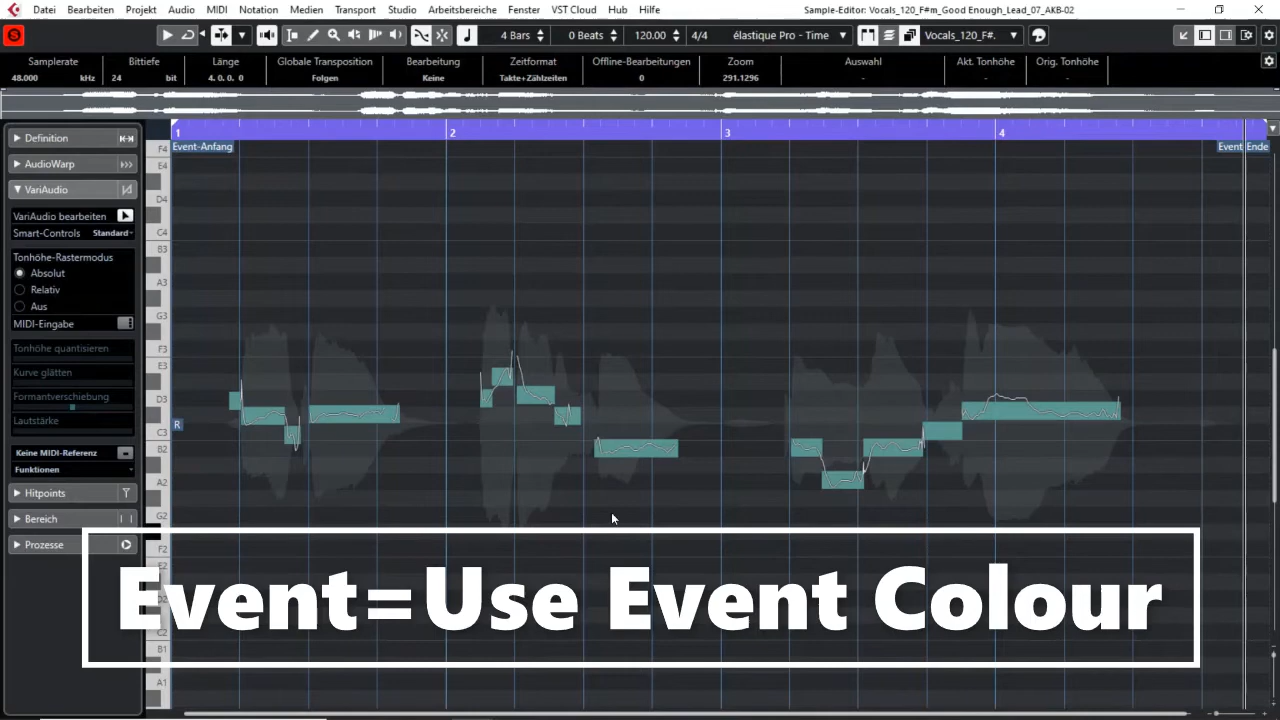 Datei Bearbeiten Projekt Audio MIDI Notation Medien Transport Studio Arbeitsbereiche Fenster VST Cloud Hub Hilfe Sample-Editor: Vocals_120_F#m_Good Enough_Lead_07_AKB-02
4 Bars 0 Beats 120.00 4/4 élastique Pro - Time Vocals_120_F#.
Samplerate Bittiefe Länge Globale Transposition Bearbeitung Zeitformat Offline-Bearbeitungen Zoom Auswahl Akt. Tonhöhe Orig. Tonhöhe
48.000 kHz 24 bit 4. 0. 0. 0 Folgen Keine Takte+Zählzeiten 0 291.1296 - - -
1 2 3 4
Event-Anfang Event Ende
Definition
AudioWarp
VariAudio
VariAudio bearbeiten
Smart-Controls Standard
Tonhöhe-Rastermodus
Absolut
Relativ
Aus
MIDI-Eingabe
Tonhöhe quantisieren
Kurve glätten
Formantverschiebung
Lautstärke
Keine MIDI-Referenz
Funktionen
Hitpoints
Bereich
Prozesse
F4
E4
D4
C4
B3
A3
G3
F3
E3
D3
C3
B2
A2
G2
F2
E2
D2
C2
B1
A1
R
Event=Use Event Colour